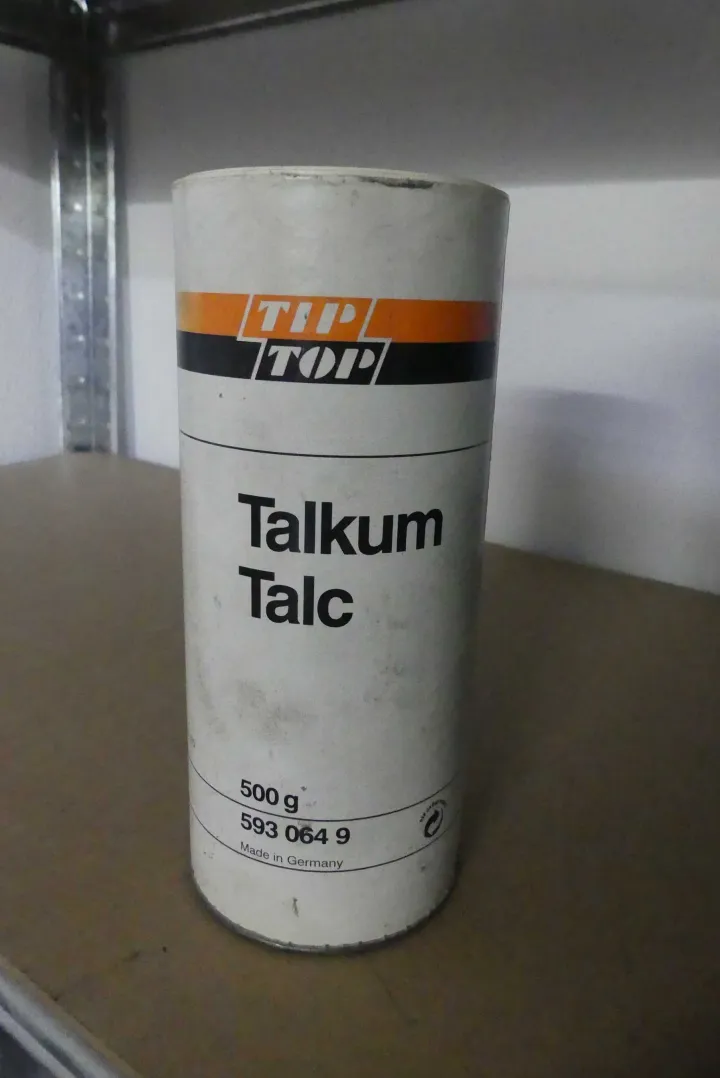 TIP
TOP
Talkum
Talc
500 g
593 064 9
Made in Germany